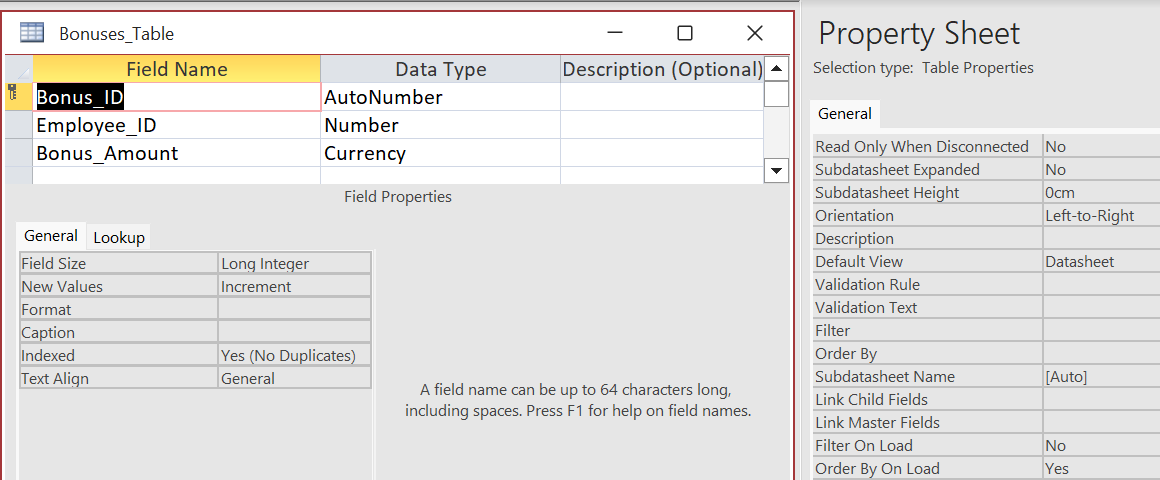 Bonuses_Table
Field Name Data Type Description (Optional)
Bonus_ID AutoNumber
Employee_ID Number
Bonus_Amount Currency
Field Properties
General Lookup
Field Size Long Integer
New Values Increment
Format
Caption
Indexed Yes (No Duplicates)
Text Align General
A field name can be up to 64 characters long,
including spaces. Press F1 for help on field names.
Property Sheet
Selection type: Table Properties
General
Read Only When Disconnected No
Subdatasheet Expanded No
Subdatasheet Height 0cm
Orientation Left-to-Right
Description
Default View Datasheet
Validation Rule
Validation Text
Filter
Order By
Subdatasheet Name [Auto]
Link Child Fields
Link Master Fields
Filter On Load No
Order By On Load Yes